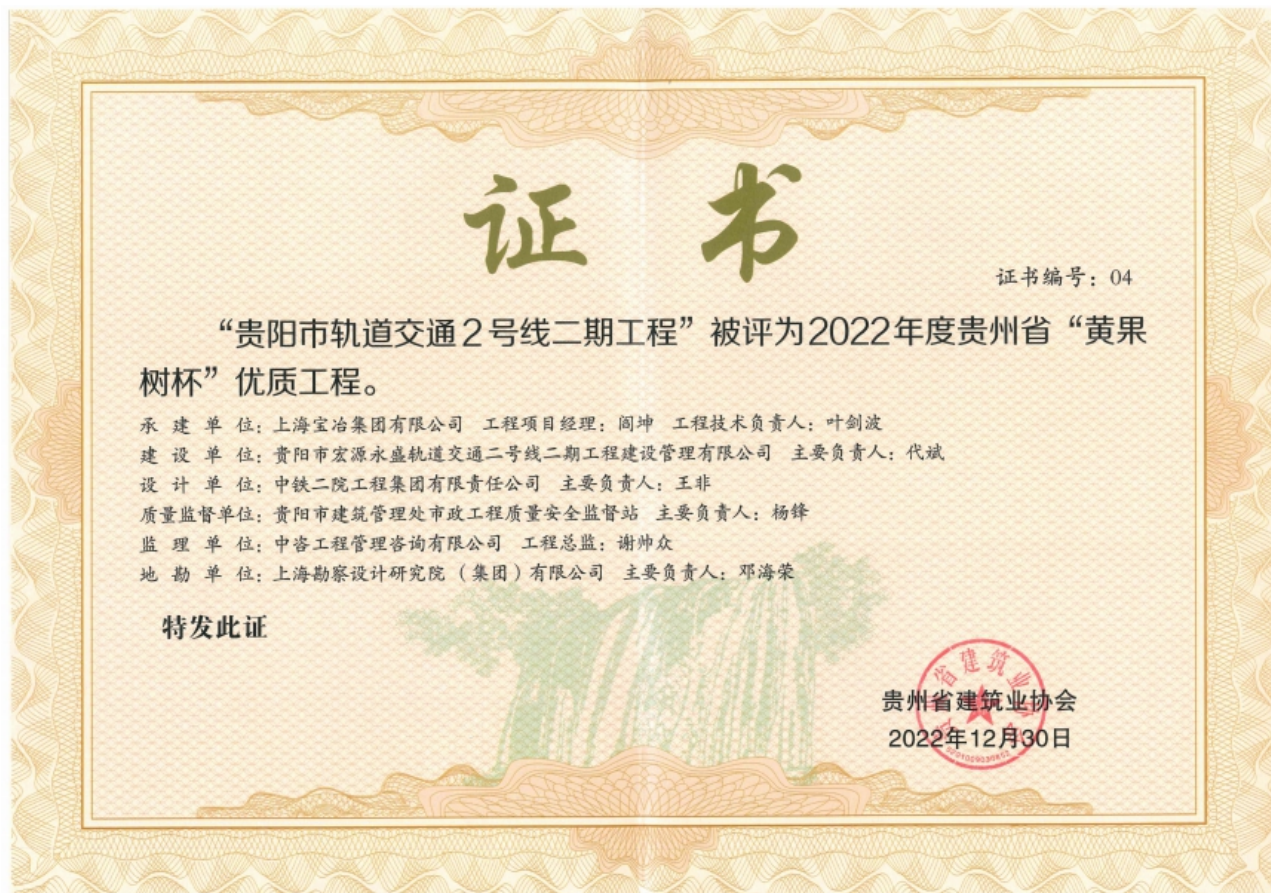 证书
证书编号：04
“贵阳市轨道交通2号线二期工程”被评为2022年度贵州省“黄果
树杯”优质工程。
承建单位：上海宝冶集团有限公司 工程项目经理：阎坤 工程技术负责人：叶剑波
建设单位：贵阳市宏源永盛轨道交通二号线二期工程建设管理有限公司 主要负责人：代斌
设计单位：中铁二院工程集团有限责任公司 主要负责人：王非
质量监督单位：贵阳市建筑管理处市政工程质量安全监督站 主要负责人：杨锋
监理单位：中咨工程管理咨询有限公司 工程总监：谢帅众
地勘单位：上海勘察设计研究院（集团）有限公司 主要负责人：邓海荣
特发此证
贵州省建筑业协会
2022年12月30日